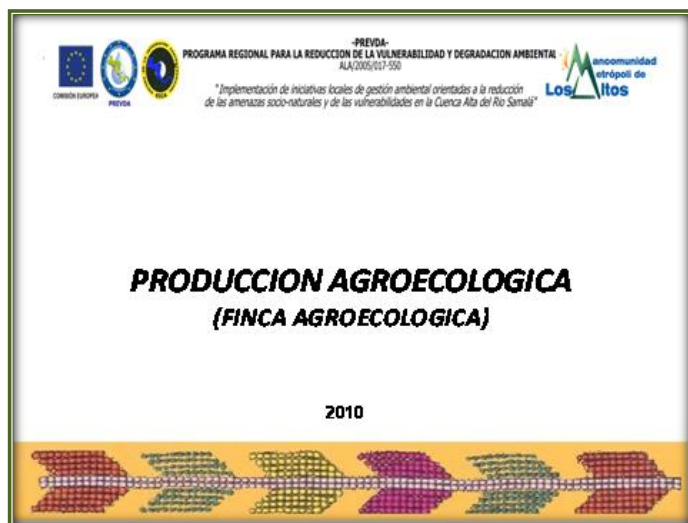 -PREVDA-
PROGRAMA REGIONAL PARA LA REDUCCION DE LA VULNERABILIDAD Y DEGRADACION AMBIENTAL
ALA/2005/017-550
"Implementación de iniciativas locales de gestión ambiental orientadas a la reducción
de las amenazas socio-naturales y de las vulnerabilidades en la Cuenca Alta del Río Samalá"
COMISIÓN EUROPEA
PREVDA
Mancomunidad
Metrópoli de
Los Altos
PRODUCCION AGROECOLOGICA
(FINCA AGROECOLOGICA)
2010